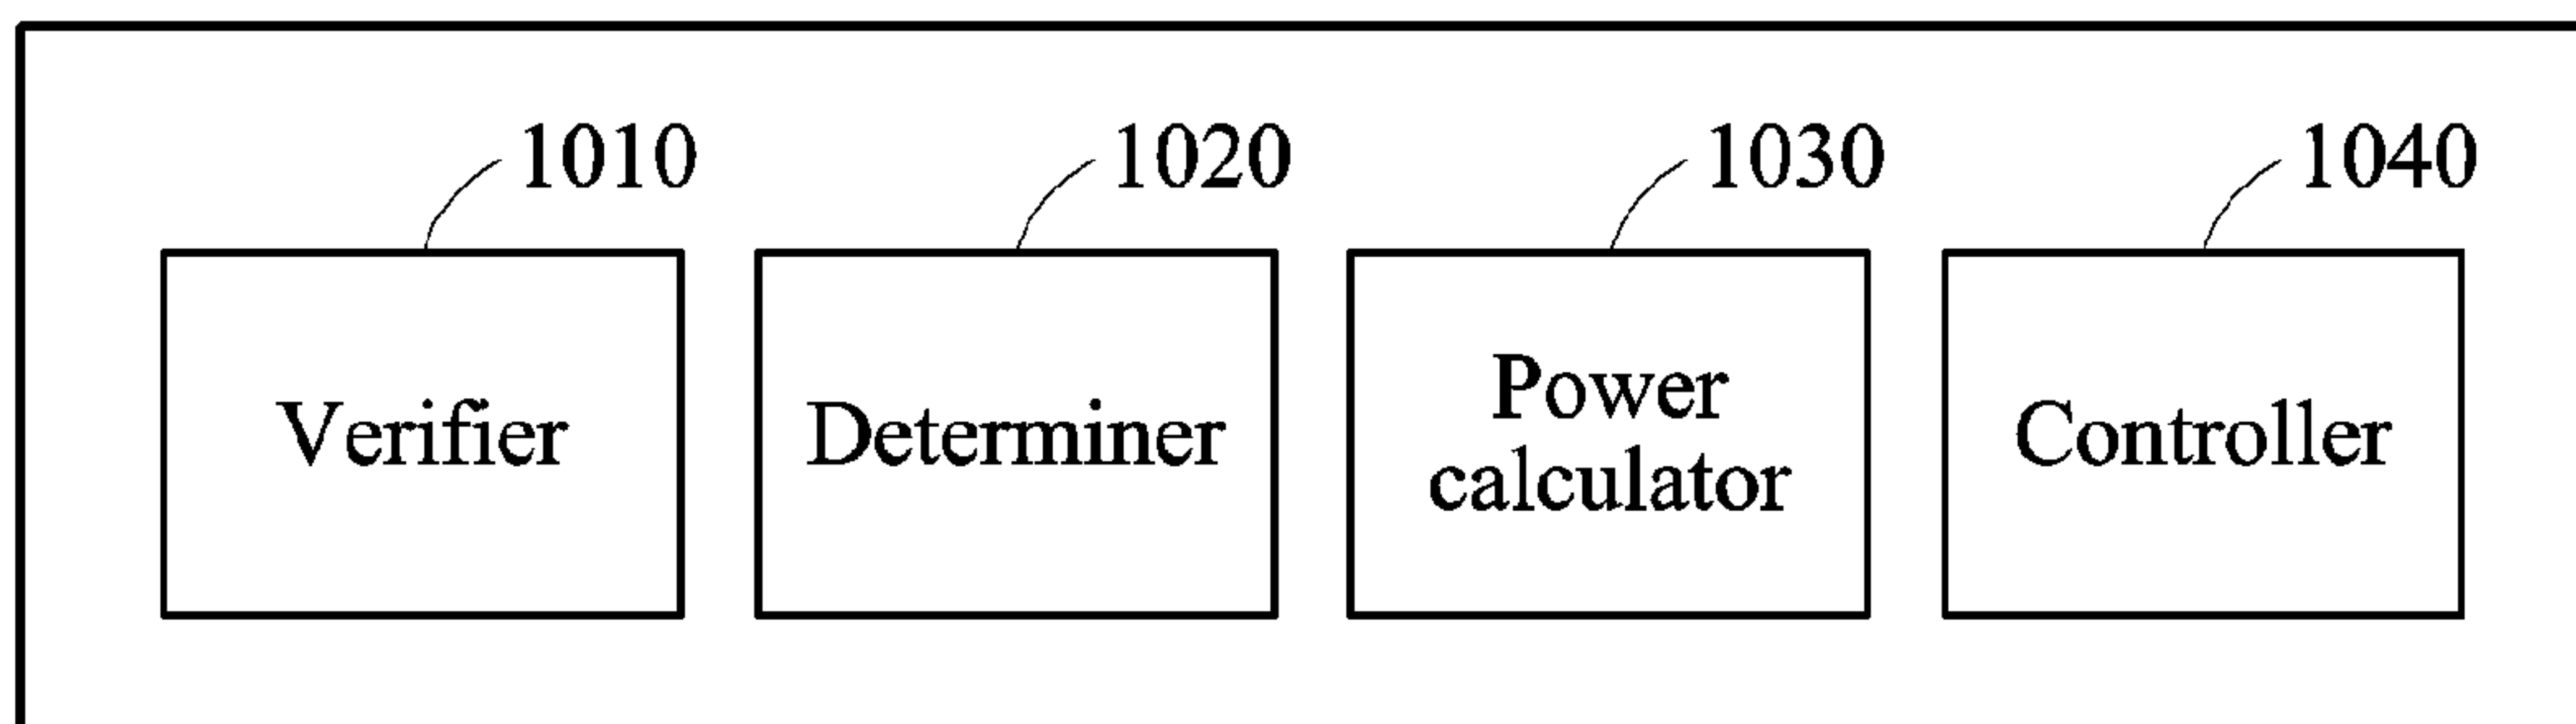 1010
1020
1030
1040
Verifier
Determiner
Power
calculator
Controller